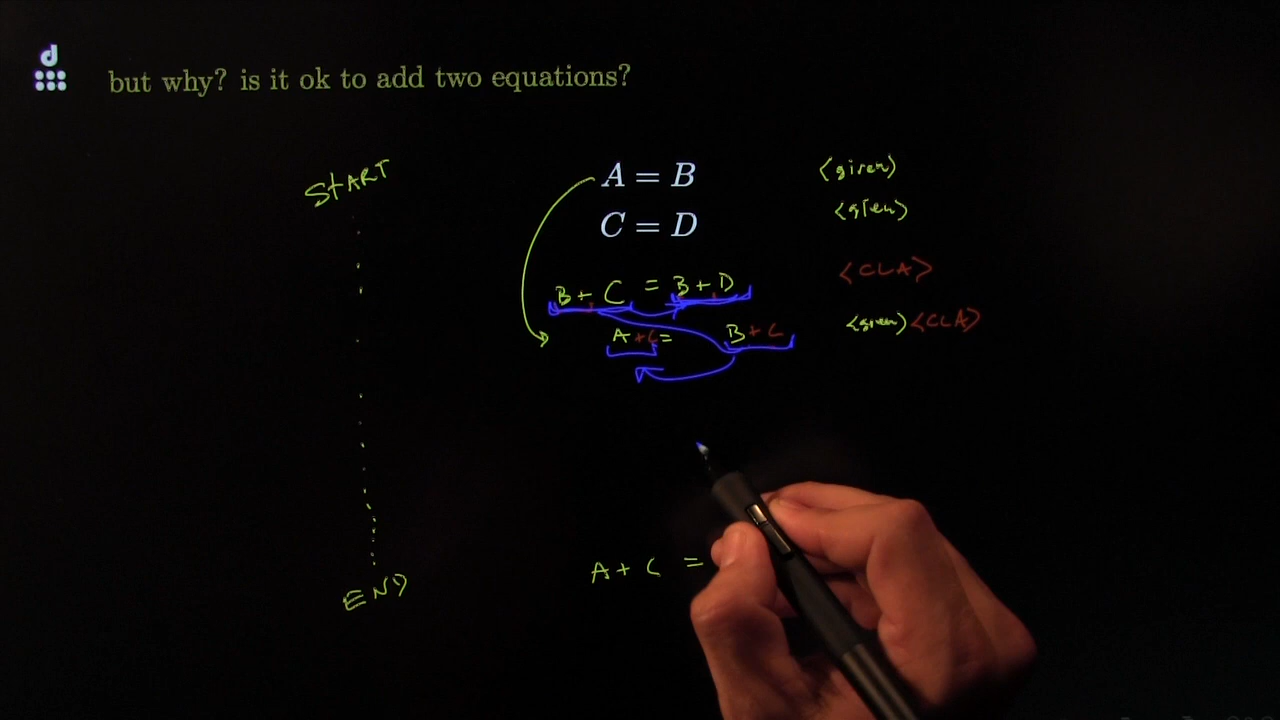 d
but why? is it ok to add two equations?
START
A = B <given>
C = D <given>
B + C = B + D <CLA>
A + C = B + C <given> <CLA>
A + C =
END